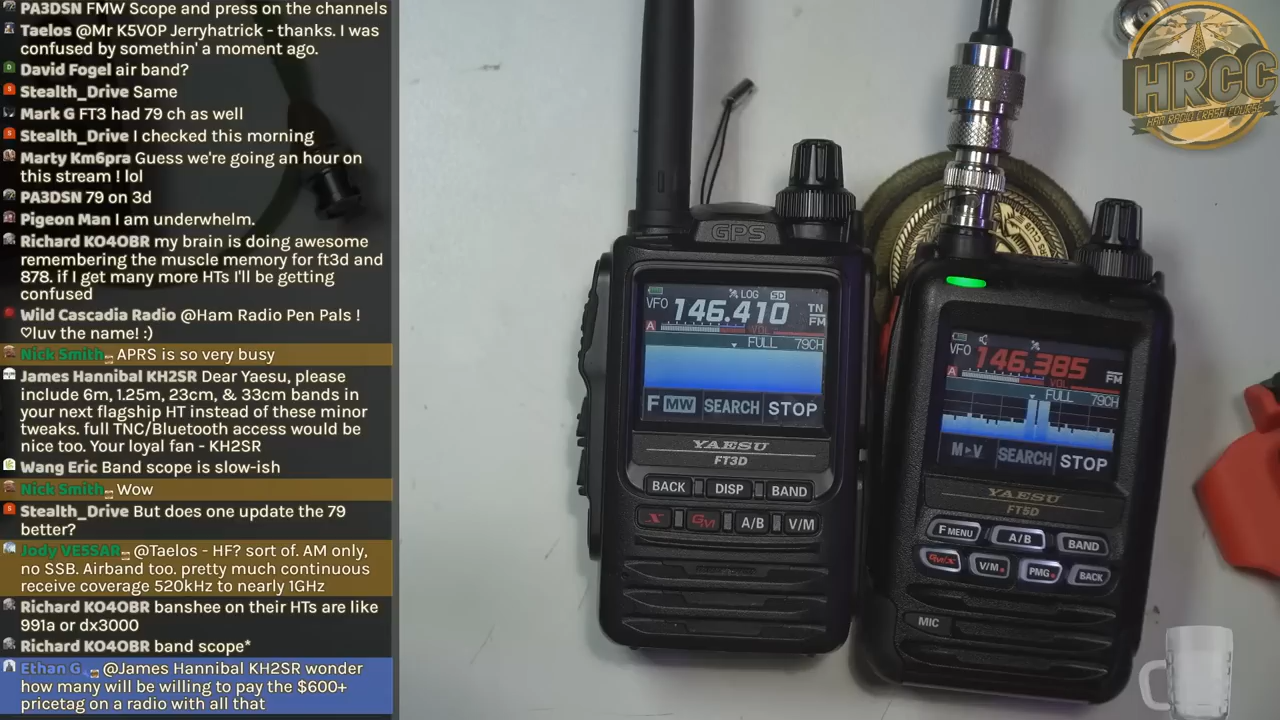 PA3DSN FMW Scope and press on the channels
Taelos @Mr K5VOP Jerryhatrick - thanks. I was
confused by somethin' a moment ago.
David Fogel air band?
Stealth_Drive Same
Mark G FT3 had 79 ch as well
Stealth_Drive I checked this morning
Marty Km6pra Guess we're going an hour on
this stream ! lol
PA3DSN 79 on 3d
Pigeon Man I am underwhelm.
Richard KO4OBR my brain is doing awesome
remembering the muscle memory for ft3d and
878. if I get many more HTs I'll be getting
confused
Wild Cascadia Radio @Ham Radio Pen Pals !
♡luv the name! :)
Nick Smith APRS is so very busy
James Hannibal KH2SR Dear Yaesu, please
include 6m, 1.25m, 23cm, & 33cm bands in
your next flagship HT instead of these minor
tweaks. full TNC/Bluetooth access would be
nice too. Your loyal fan - KH2SR
Wang Eric Band scope is slow-ish
Nick Smith Wow
Stealth_Drive But does one update the 79
better?
Jody VE5SAR @Taelos - HF? sort of. AM only,
no SSB. Airband too. pretty much continuous
receive coverage 520kHz to nearly 1GHz
Richard KO4OBR banshee on their HTs are like
991a or dx3000
Richard KO4OBR band scope*
Ethan G @James Hannibal KH2SR wonder
how many will be willing to pay the $600+
pricetag on a radio with all that
GPS
LOG SD
VFO 146.410 TN
FM
A VOL
FULL 79CH
F MW SEARCH STOP
YAESU
FT3D
BACK DISP BAND
X GM A/B V/M
VFO 146.385 FM
A VOL
FULL 79CH
M▶V SEARCH STOP
YAESU
FT5D
F MENU A/B BAND
GM/X V/M PMG BACK
MIC
HRCC
HAM RADIO CRASH COURSE